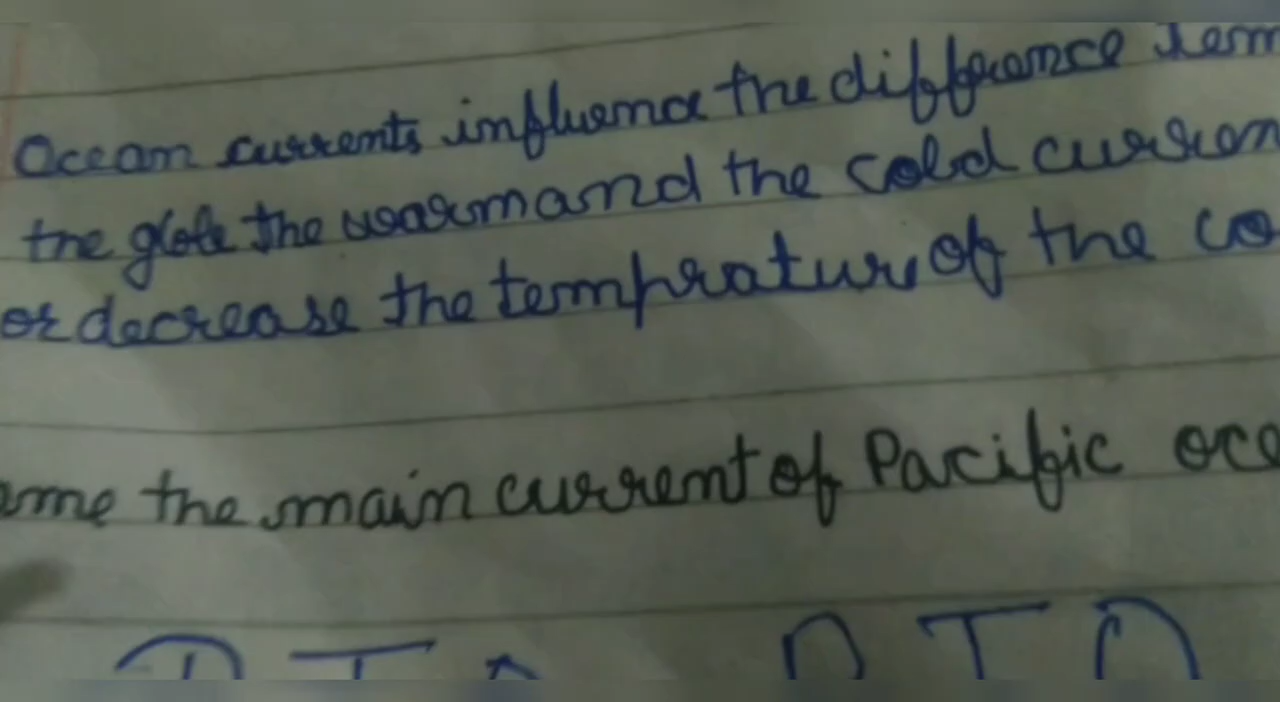 Ocean currents influence the difference tem
the globe the warm and the cold curren
or decrease the temprature of the co
ame the main current of Pacific oce